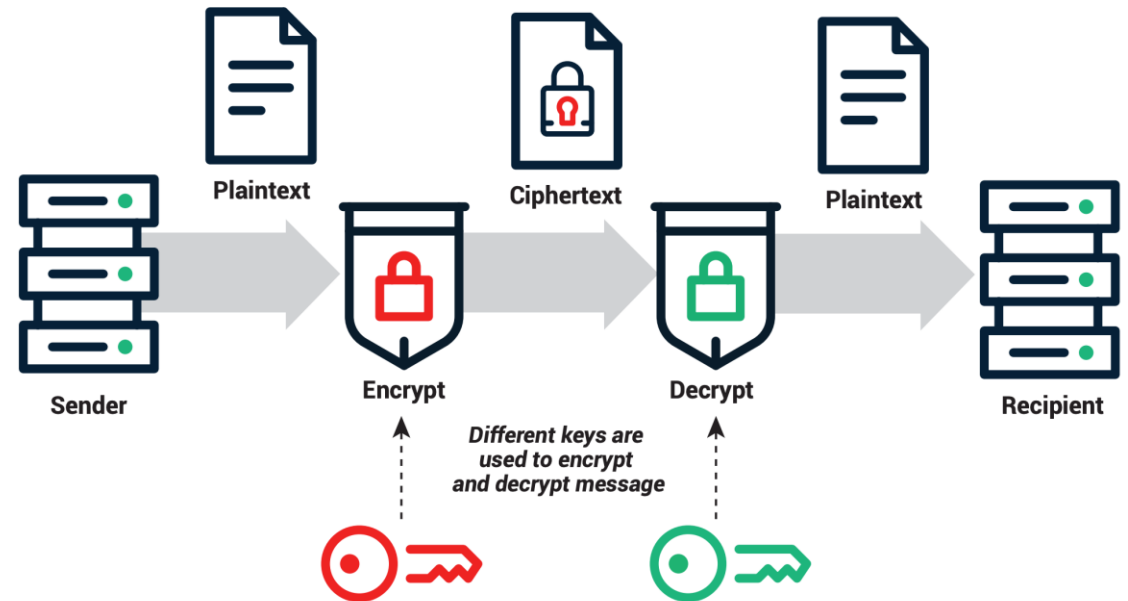 Plaintext
Ciphertext
Plaintext
Sender
Encrypt
Decrypt
Recipient
Different keys are
used to encrypt
and decrypt message